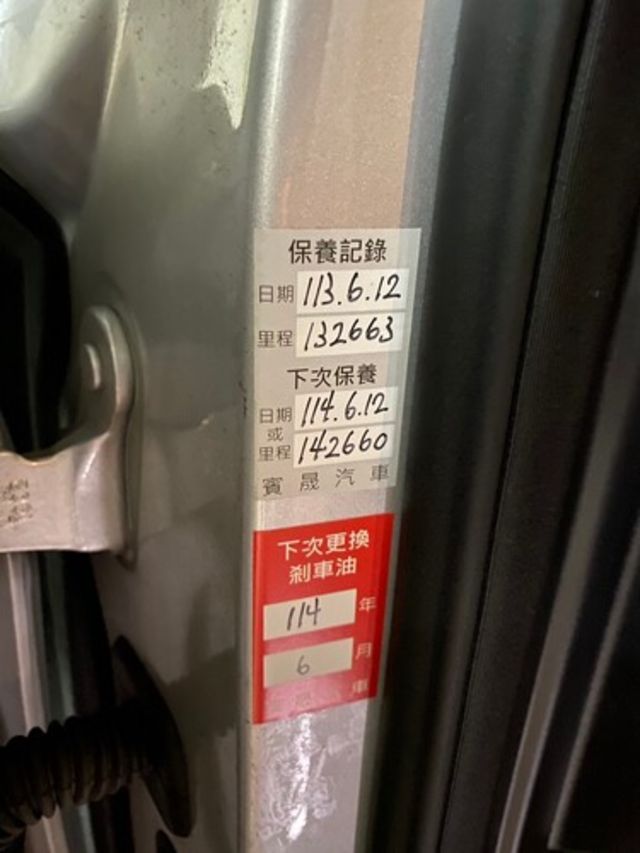 保養記錄
日期 113.6.12
里程 132663
下次保養
日期 114.6.12
或
里程 142660
賓晟汽車
下次更換
剎車油
114 年
6 月
晟 車